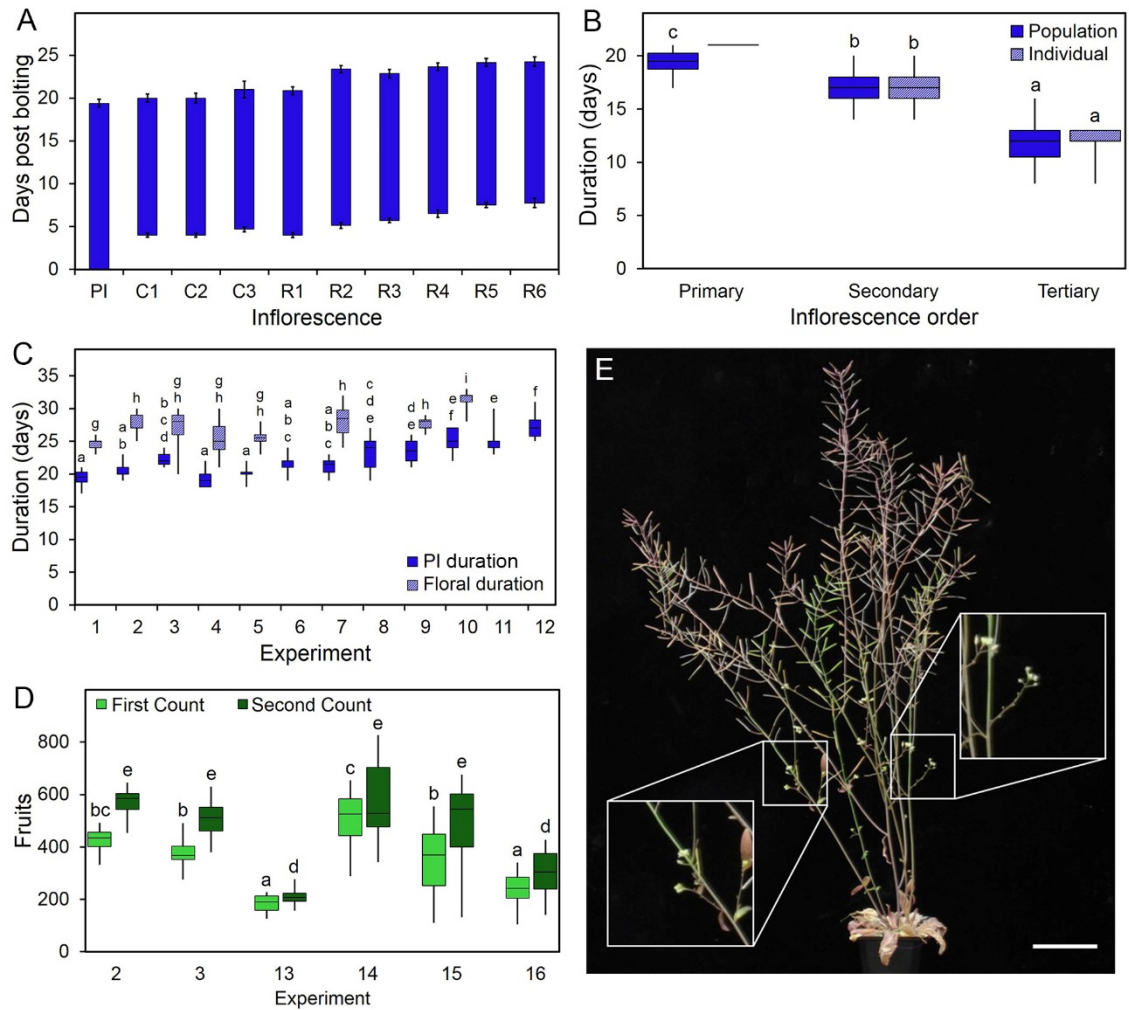 A
Days post bolting
25
20
15
10
5
0
PI C1 C2 C3 R1 R2 R3 R4 R5 R6
Inflorescence
B
Duration (days)
20
15
10
5
0
Population
Individual
c
b b
a
a
Primary Secondary Tertiary
Inflorescence order
C
Duration (days)
35
30
25
20
15
10
5
0
a g
a b h
b c d g h
a g h
a g h
a b c
a b c h
c d e
d e h
e f i
e
f
PI duration
Floral duration
1 2 3 4 5 6 7 8 9 10 11 12
Experiment
D
Fruits
800
600
400
200
0
First Count Second Count
bc e b e a d c e b e a d
2 3 13 14 15 16
Experiment
E